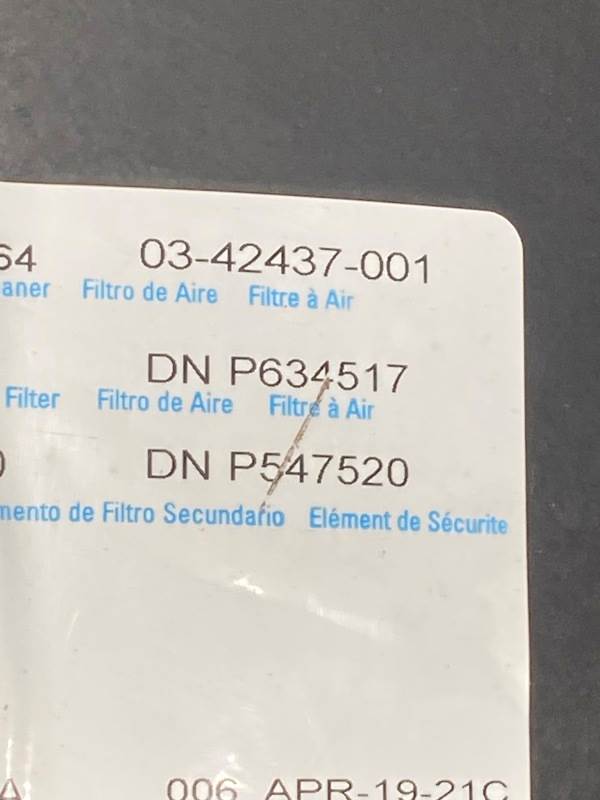 64 03-42437-001
aner Filtro de Aire Filtre à Air
DN P634517
Filter Filtro de Aire Filtre à Air
DN P547520
mento de Filtro Secundario Elément de Sécurite
A 006 APR-19-21C